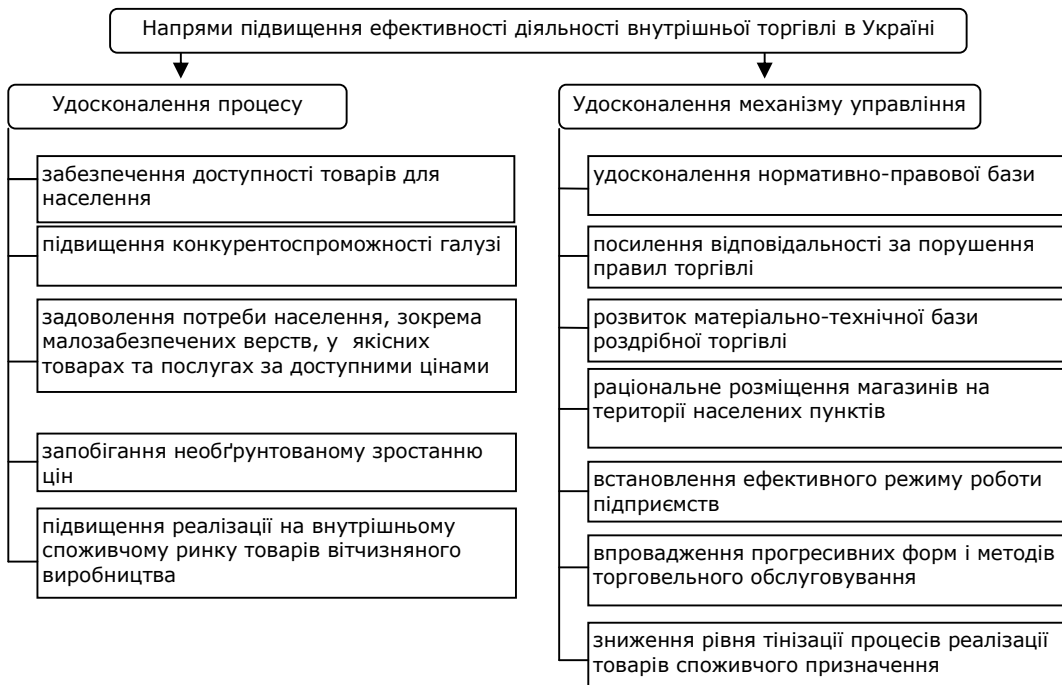 Напрями підвищення ефективності діяльності внутрішньої торгівлі в Україні
Удосконалення процесу
забезпечення доступності товарів для
населення
підвищення конкурентоспроможності галузі
задоволення потреби населення, зокрема
малозабезпечених верств, у якісних
товарах та послугах за доступними цінами
запобігання необґрунтованому зростанню
цін
підвищення реалізації на внутрішньому
споживчому ринку товарів вітчизняного
виробництва
Удосконалення механізму управління
удосконалення нормативно-правової бази
посилення відповідальності за порушення
правил торгівлі
розвиток матеріально-технічної бази
роздрібної торгівлі
раціональне розміщення магазинів на
території населених пунктів
встановлення ефективного режиму роботи
підприємств
впровадження прогресивних форм і методів
торговельного обслуговування
зниження рівня тінізації процесів реалізації
товарів споживчого призначення